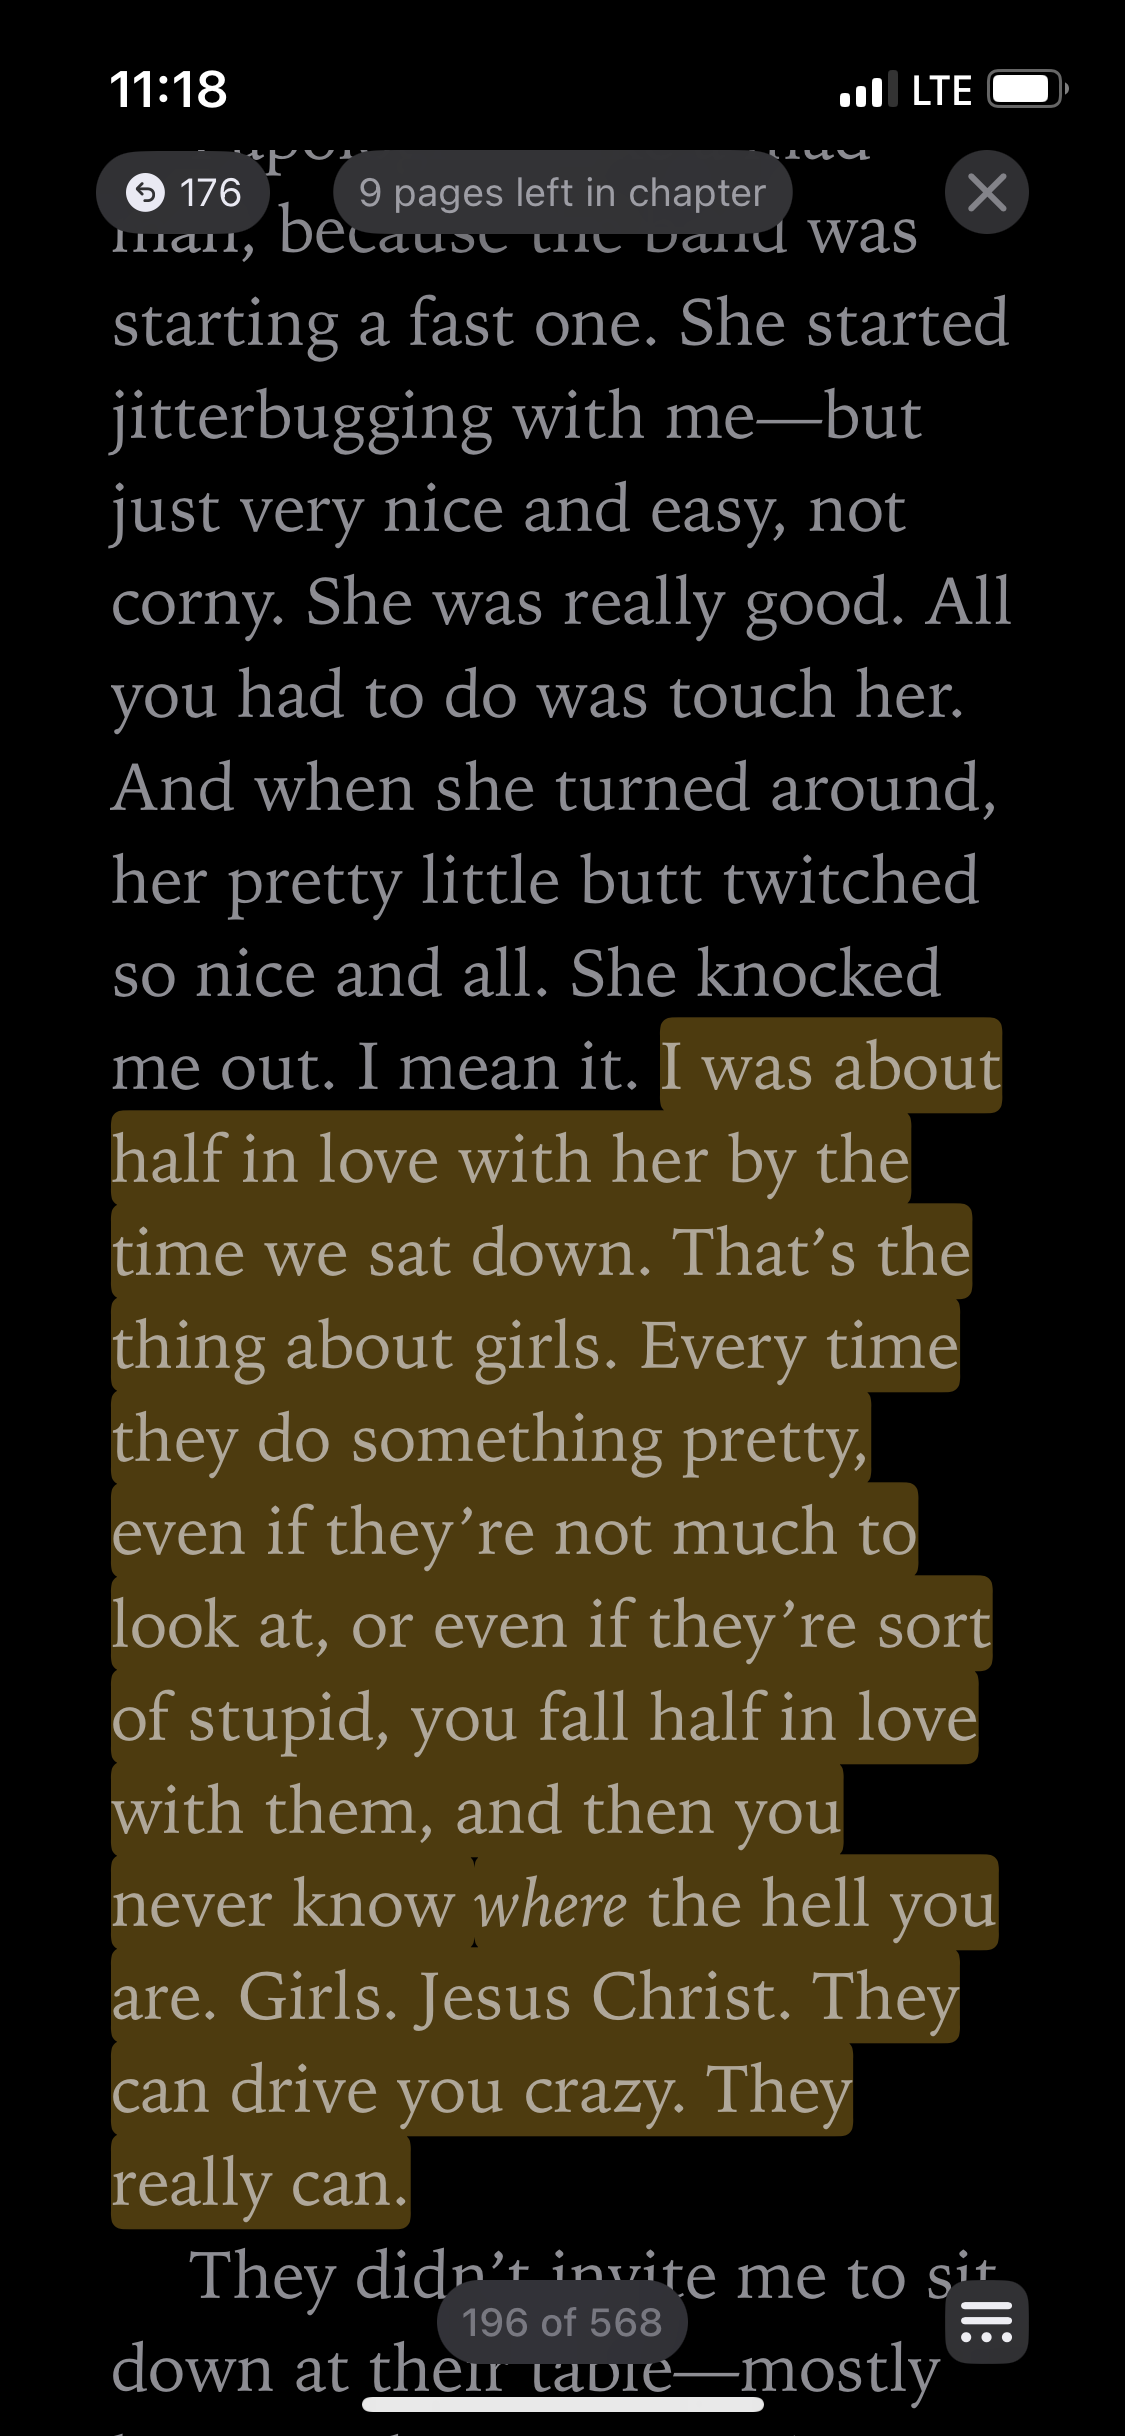 11:18
LTE
176
9 pages left in chapter
man, because the band was
starting a fast one. She started
jitterbugging with me—but
just very nice and easy, not
corny. She was really good. All
you had to do was touch her.
And when she turned around,
her pretty little butt twitched
so nice and all. She knocked
me out. I mean it. I was about
half in love with her by the
time we sat down. That’s the
thing about girls. Every time
they do something pretty,
even if they’re not much to
look at, or even if they’re sort
of stupid, you fall half in love
with them, and then you
never know where the hell you
are. Girls. Jesus Christ. They
can drive you crazy. They
really can.
They didn’t invite me to sit
196 of 568
down at their table—mostly